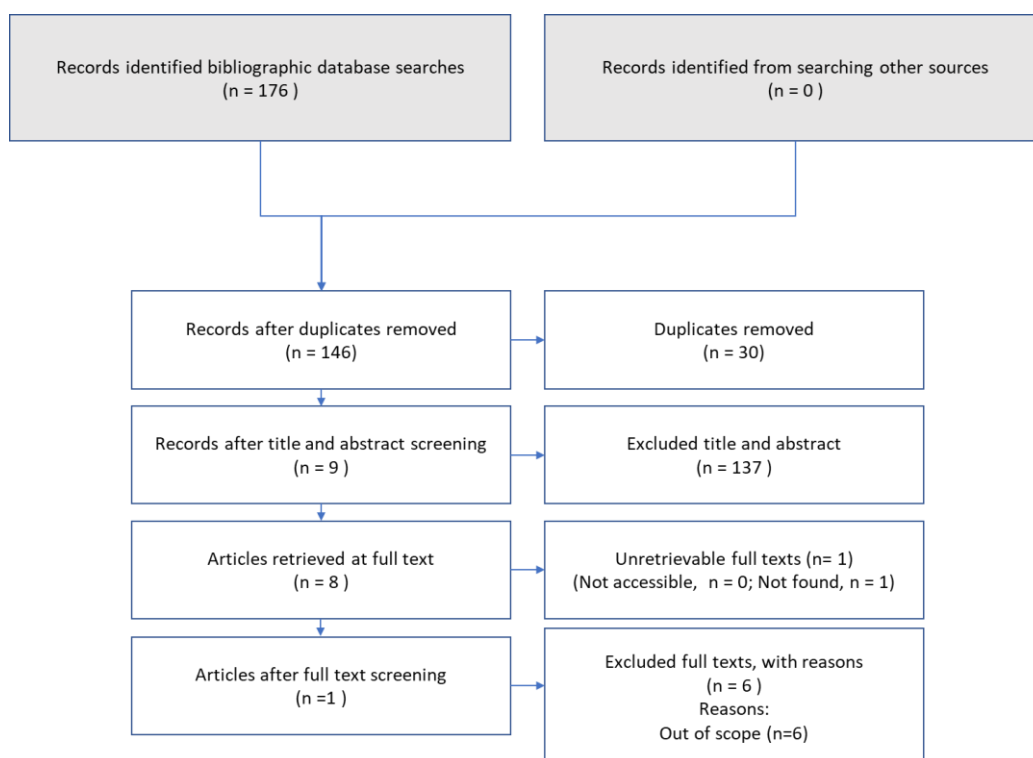 Records identified bibliographic database searches
(n = 176 )
Records identified from searching other sources
(n = 0 )
Records after duplicates removed
(n = 146)
Duplicates removed
(n = 30)
Records after title and abstract screening
(n = 9 )
Excluded title and abstract
(n = 137 )
Articles retrieved at full text
(n = 8 )
Unretrievable full texts (n= 1)
(Not accessible,  n = 0; Not found, n = 1)
Articles after full text screening
(n =1 )
Excluded full texts, with reasons
(n = 6 )
Reasons:
Out of scope (n=6)